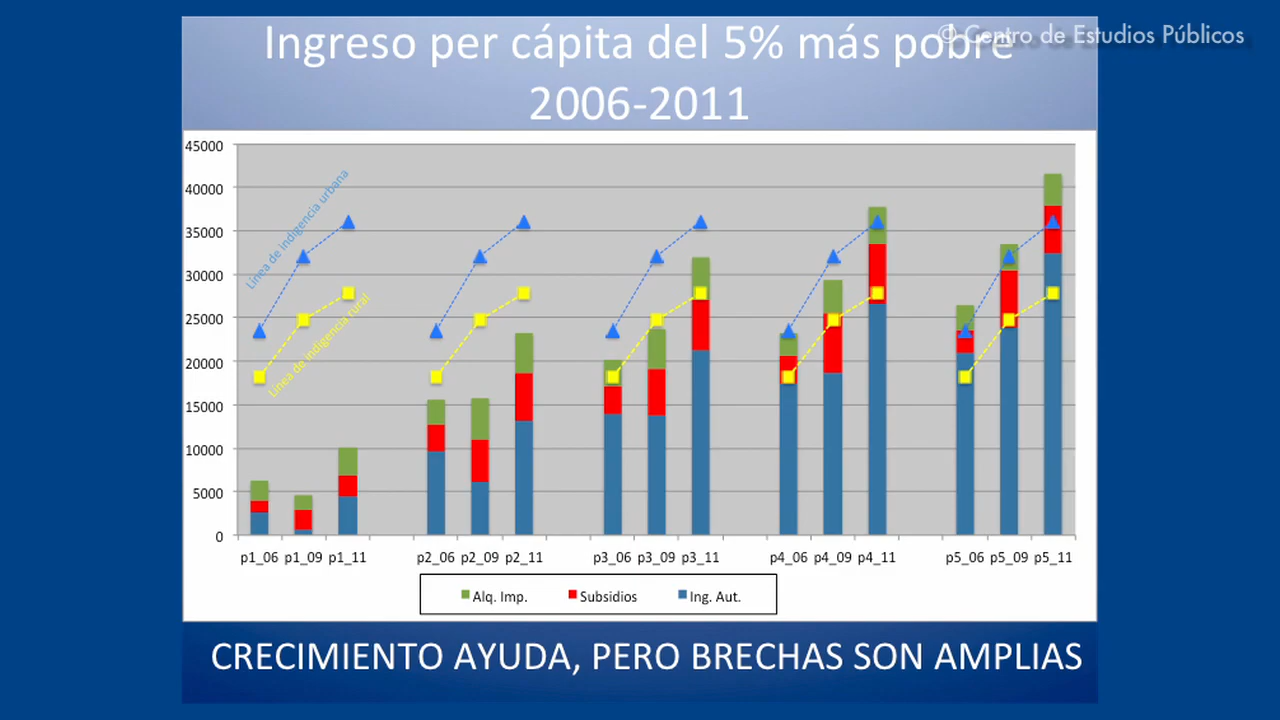 © Centro de Estudios Públicos
Ingreso per cápita del 5% más pobre
2006-2011
45000
40000
35000
30000
25000
20000
15000
10000
5000
0
Línea de indigencia urbana
Línea de indigencia rural
p1_06 p1_09 p1_11 p2_06 p2_09 p2_11 p3_06 p3_09 p3_11 p4_06 p4_09 p4_11 p5_06 p5_09 p5_11
Alq. Imp. Subsidios Ing. Aut.
CRECIMIENTO AYUDA, PERO BRECHAS SON AMPLIAS